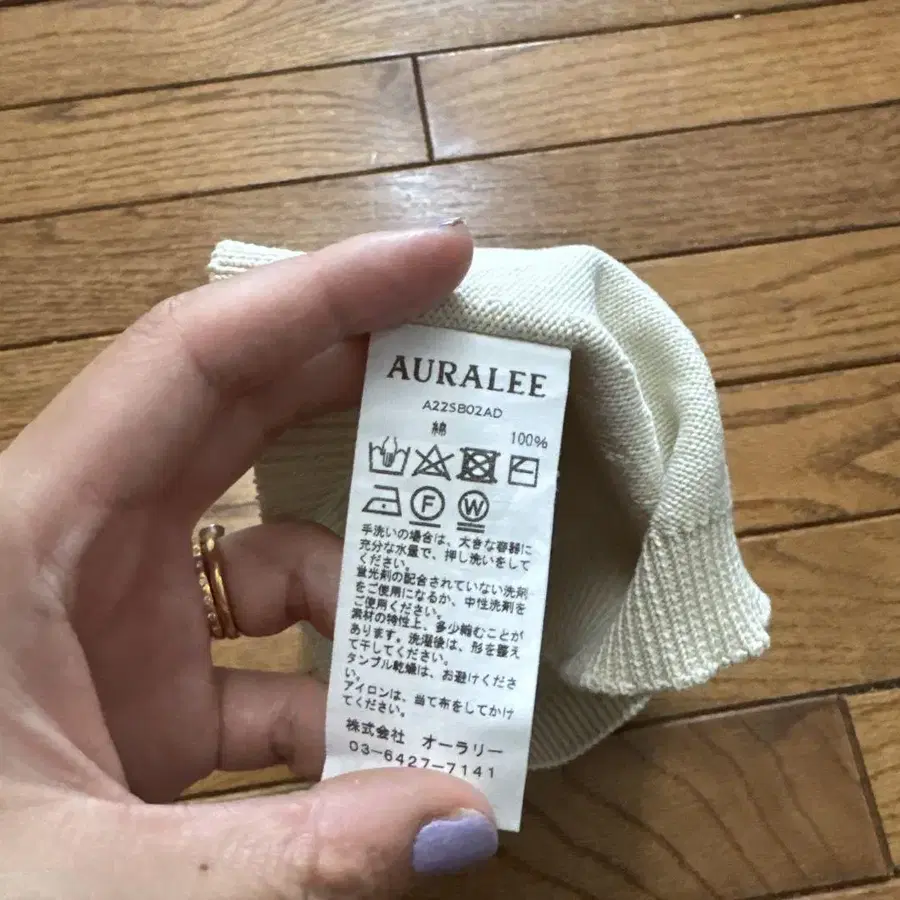 AURALEE
A22SB02AD
綿 100%
F W
手洗いの場合は、大きな容器に
充分な水量で、押し洗いをして
ください。
蛍光剤の配合されていない洗剤
をご使用になるか、中性洗剤を
ご使用ください。
素材の特性上、多少縮むことが
あります。洗濯後は、形を整え
て干してください。
タンブル乾燥は、お避けくださ
い。
アイロンは、当て布をしてかけ
てください。
株式会社 オーラリー
03-6427-7141